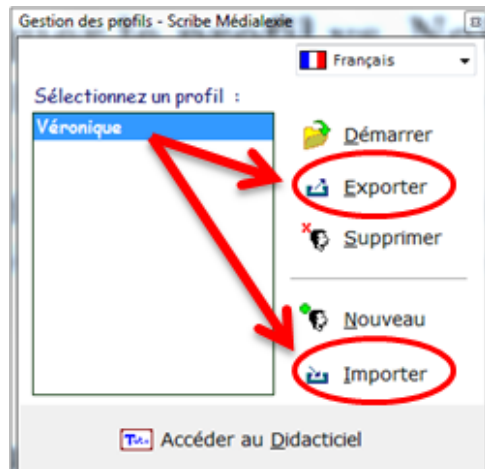 Gestion des profils - Scribe Médialexie
Français
Sélectionnez un profil :
Véronique
Démarrer
Exporter
Supprimer
Nouveau
Importer
Accéder au Didacticiel